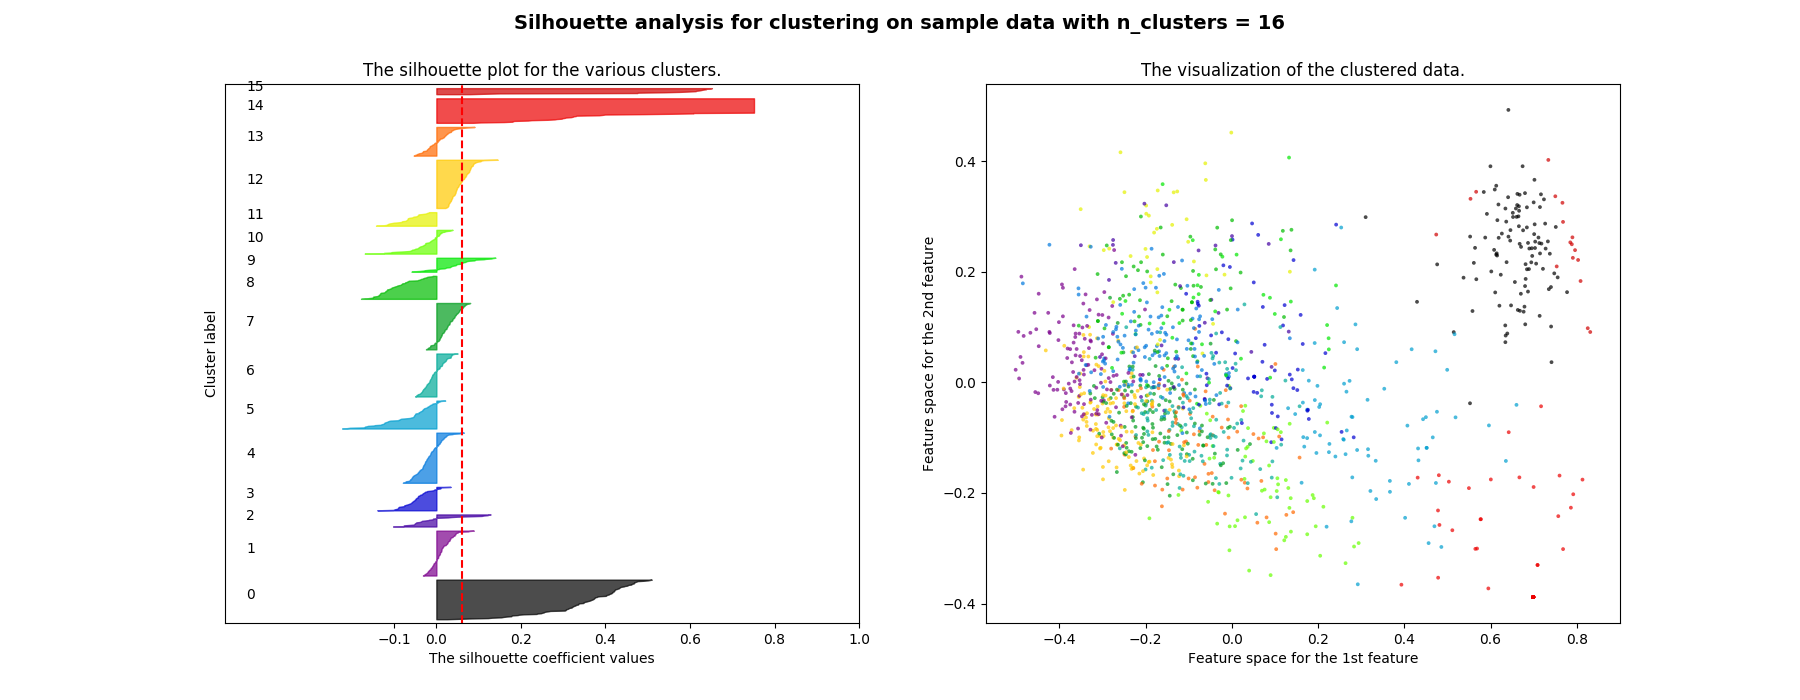 Silhouette analysis for clustering on sample data with n_clusters = 16
The silhouette plot for the various clusters.
15
14
13
12
11
10
9
8
7
6
5
4
3
2
1
0
Cluster label
−0.1 0.0 0.2 0.4 0.6 0.8 1.0
The silhouette coefficient values
The visualization of the clustered data.
0.4
0.2
0.0
−0.2
−0.4
Feature space for the 2nd feature
−0.4 −0.2 0.0 0.2 0.4 0.6 0.8
Feature space for the 1st feature